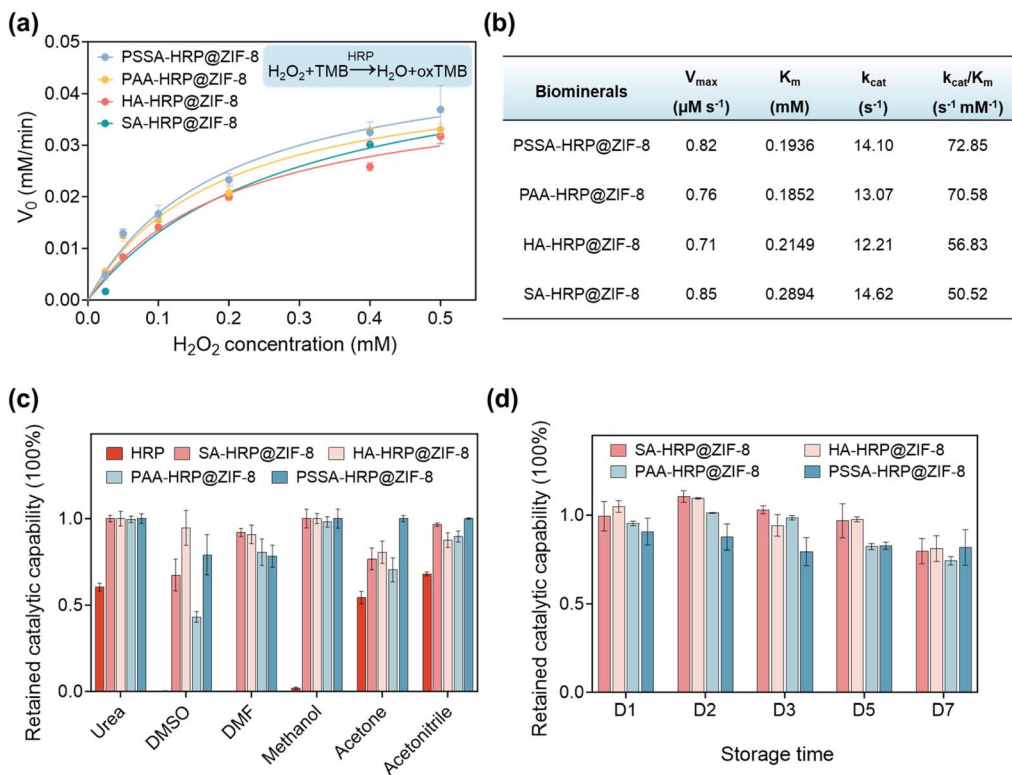 (a)
0.05
0.04
0.03
0.02
0.01
0.00
V₀ (mM/min)
PSSA-HRP@ZIF-8
PAA-HRP@ZIF-8
HA-HRP@ZIF-8
SA-HRP@ZIF-8
HRP
H₂O₂+TMB→H₂O+oxTMB
0.0 0.1 0.2 0.3 0.4 0.5
H₂O₂ concentration (mM)
(b)
Biominerals Vmax (μM s⁻¹) Km (mM) kcat (s⁻¹) kcat/Km (s⁻¹ mM⁻¹)
PSSA-HRP@ZIF-8 0.82 0.1936 14.10 72.85
PAA-HRP@ZIF-8 0.76 0.1852 13.07 70.58
HA-HRP@ZIF-8 0.71 0.2149 12.21 56.83
SA-HRP@ZIF-8 0.85 0.2894 14.62 50.52
(c)
Retained catalytic capability (100%)
HRP SA-HRP@ZIF-8 HA-HRP@ZIF-8
PAA-HRP@ZIF-8 PSSA-HRP@ZIF-8
1.0
0.5
0.0
Urea DMSO DMF Methanol Acetone Acetonitrile
(d)
Retained catalytic capability (100%)
SA-HRP@ZIF-8 HA-HRP@ZIF-8
PAA-HRP@ZIF-8 PSSA-HRP@ZIF-8
1.0
0.5
0.0
D1 D2 D3 D5 D7
Storage time